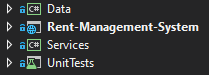 Data
Rent-Management-System
Services
UnitTests